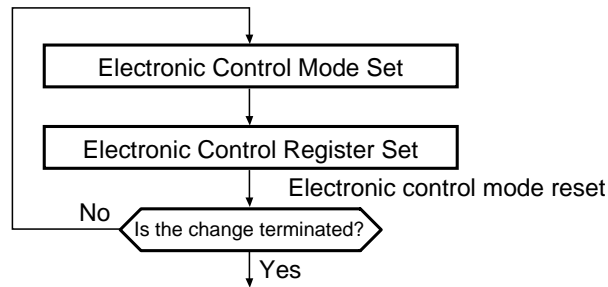 Electronic Control Mode Set
Electronic Control Register Set
Electronic control mode reset
No
Is the change terminated?
Yes